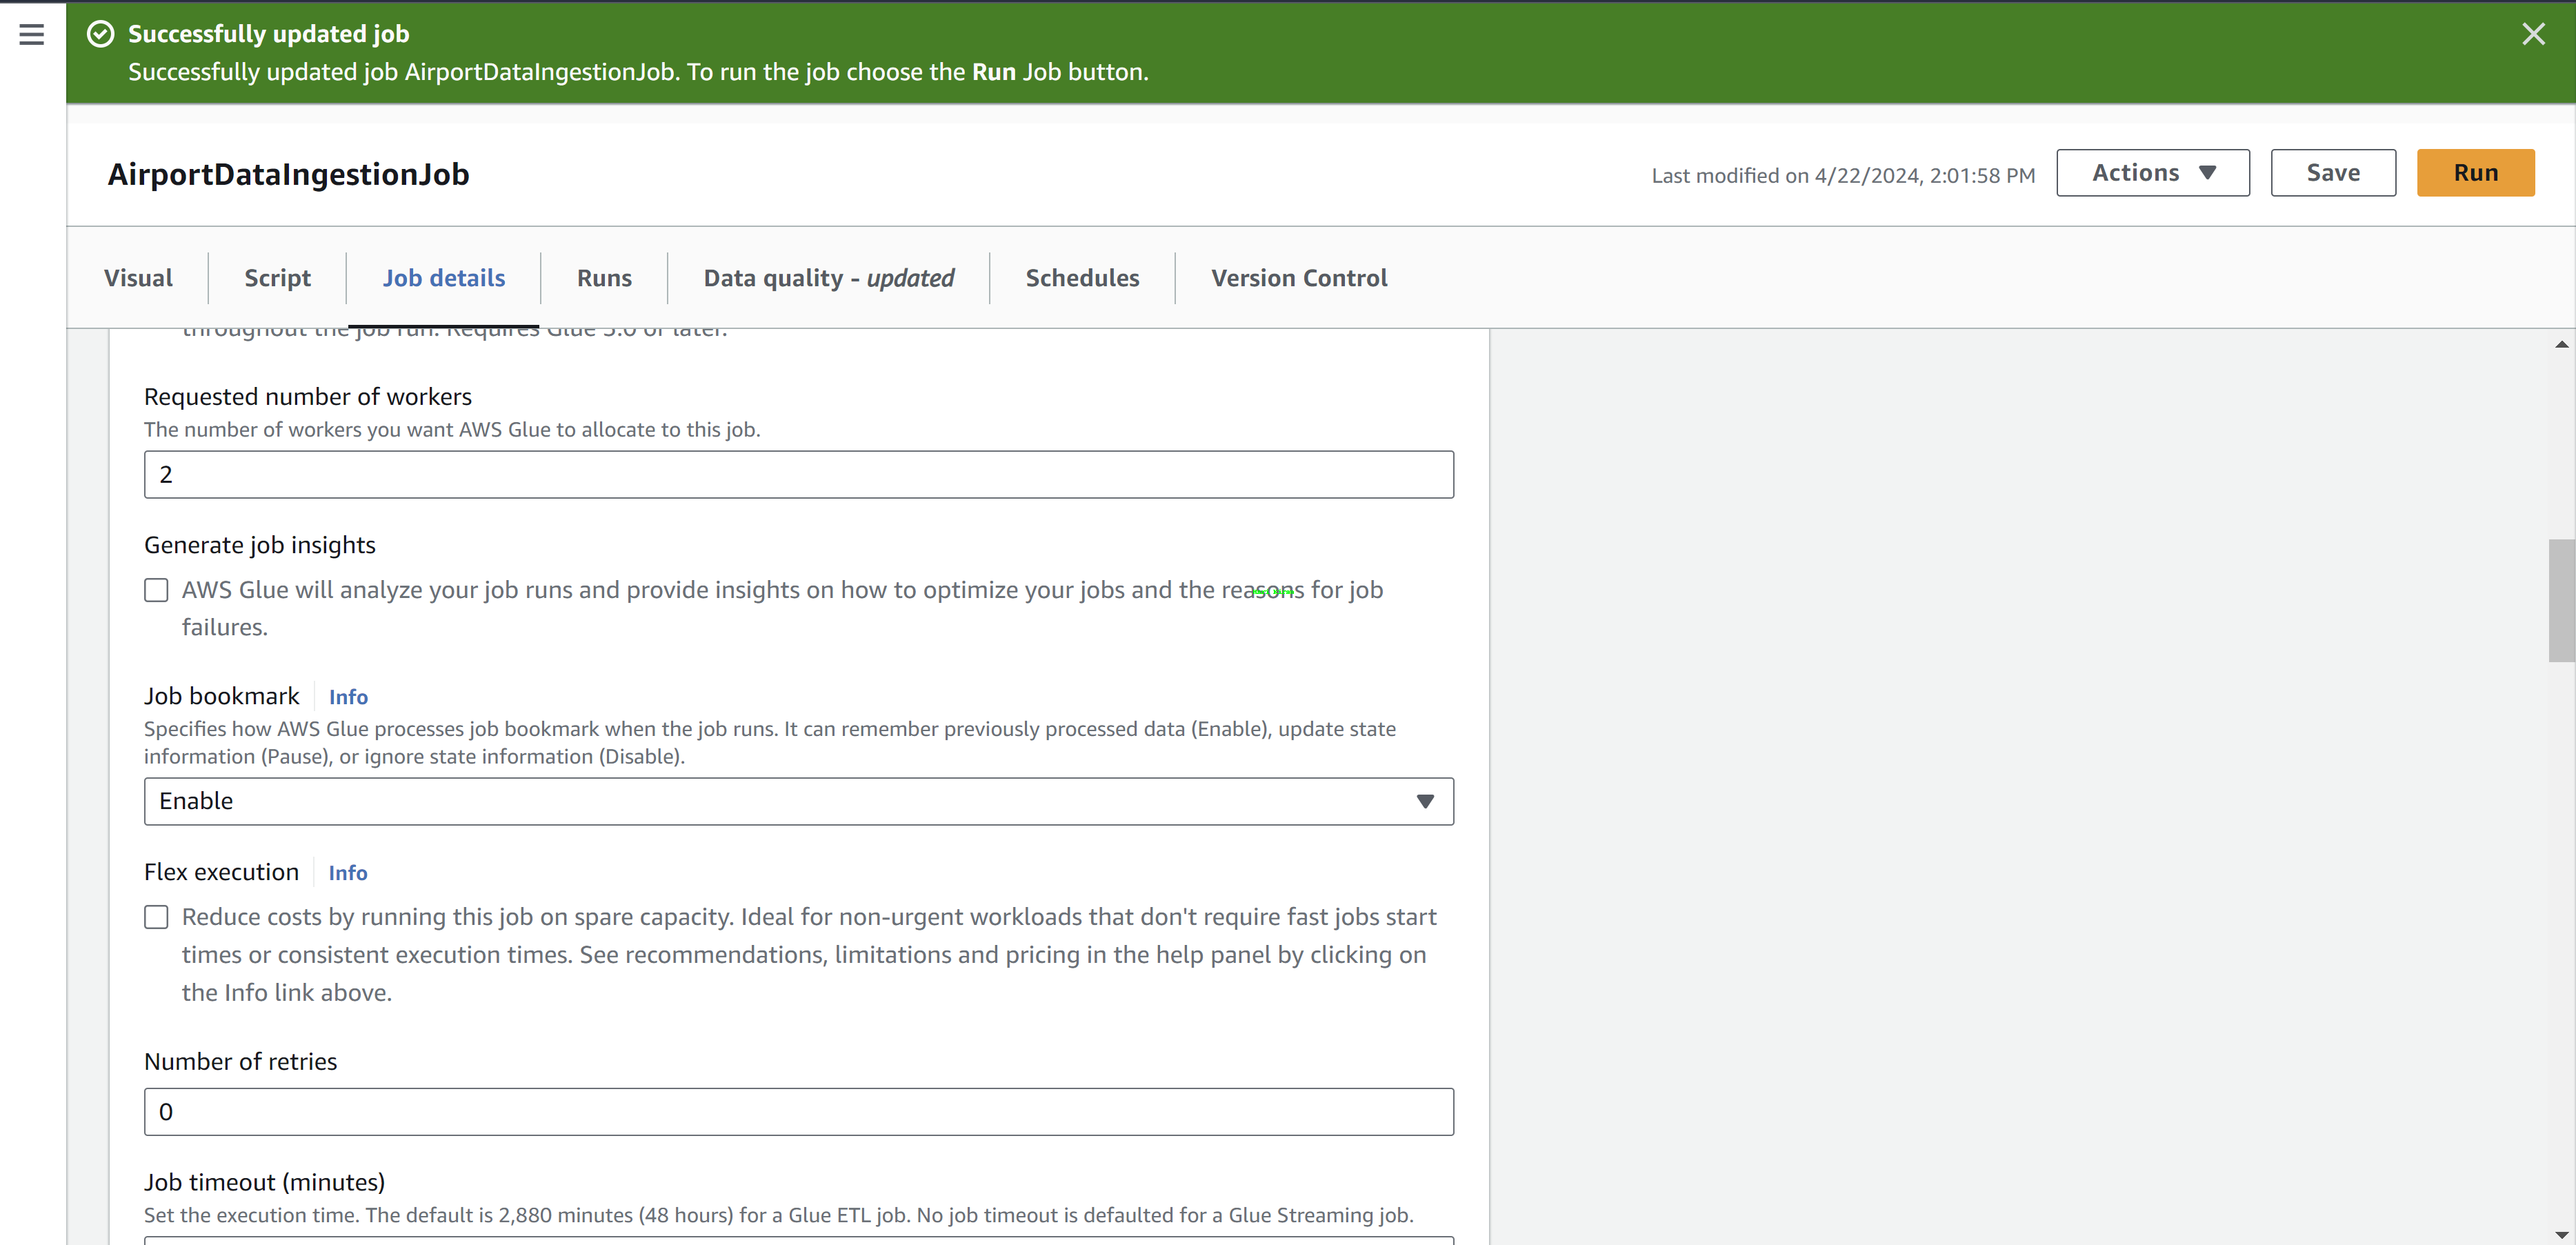 Successfully updated job
Successfully updated job AirportDataIngestionJob. To run the job choose the Run Job button.
AirportDataIngestionJob
Last modified on 4/22/2024, 2:01:58 PM
Actions
Save
Run
Visual
Script
Job details
Runs
Data quality - updated
Schedules
Version Control
throughout the job run. Requires Glue 3.0 or later.
Requested number of workers
The number of workers you want AWS Glue to allocate to this job.
2
Generate job insights
AWS Glue will analyze your job runs and provide insights on how to optimize your jobs and the reasons for job
failures.
Job bookmark
Info
Specifies how AWS Glue processes job bookmark when the job runs. It can remember previously processed data (Enable), update state
information (Pause), or ignore state information (Disable).
Enable
Flex execution
Info
Reduce costs by running this job on spare capacity. Ideal for non-urgent workloads that don't require fast jobs start
times or consistent execution times. See recommendations, limitations and pricing in the help panel by clicking on
the Info link above.
Number of retries
0
Job timeout (minutes)
Set the execution time. The default is 2,880 minutes (48 hours) for a Glue ETL job. No job timeout is defaulted for a Glue Streaming job.